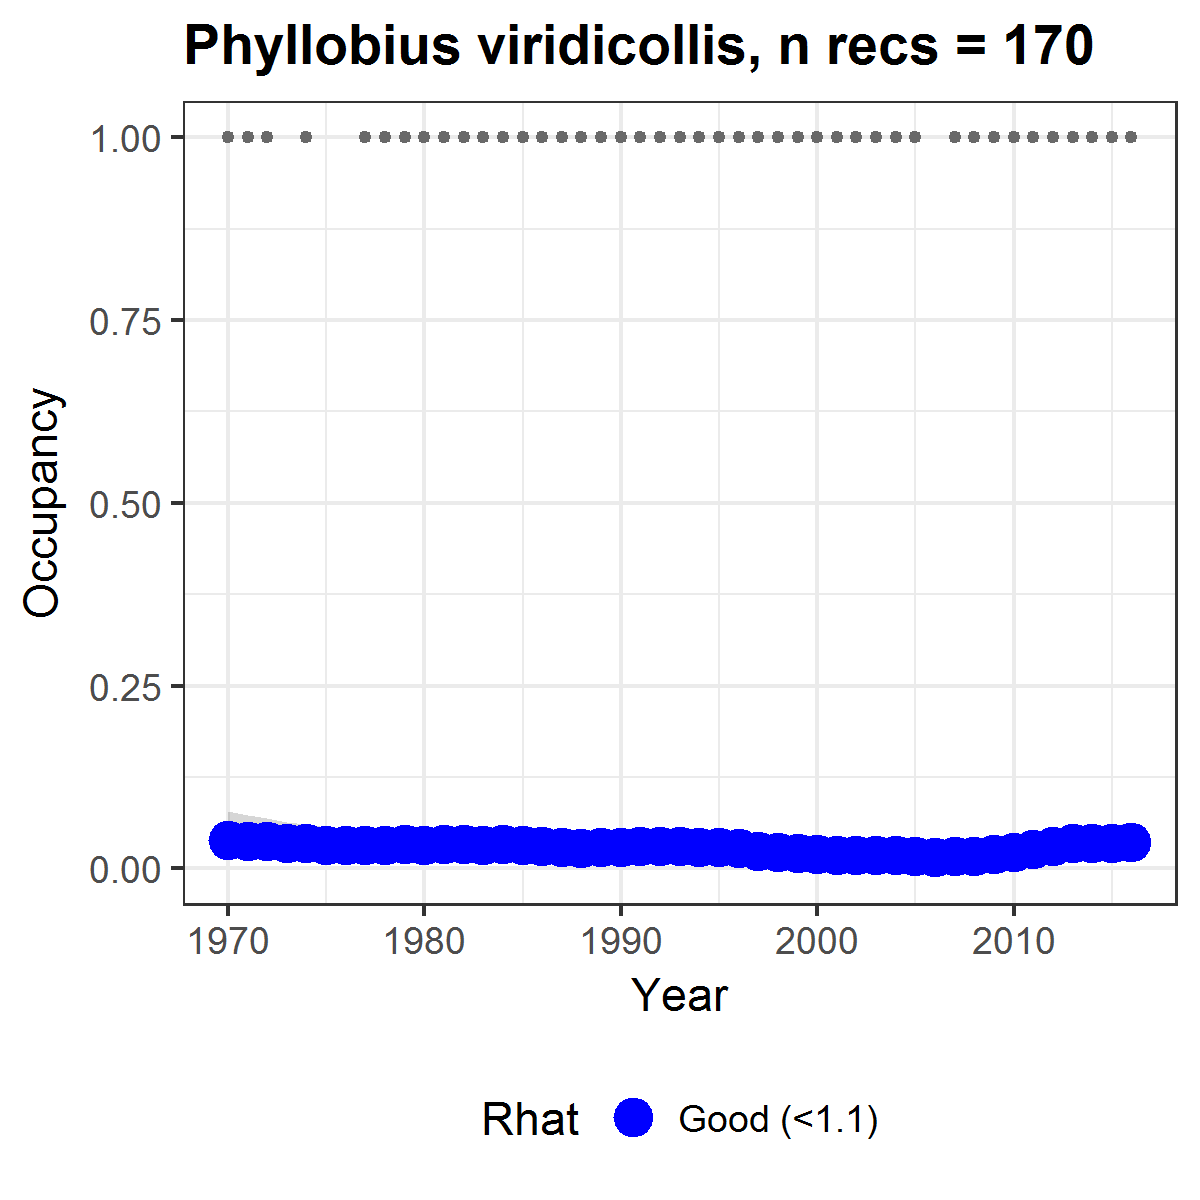 Phyllobius viridicollis, n recs = 170
1.00
0.75
0.50
0.25
0.00
Occupancy
1970 1980 1990 2000 2010
Year
Rhat Good (<1.1)